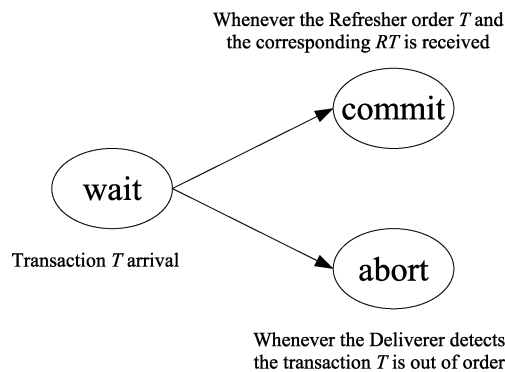 Whenever the Refresher order T and
the corresponding RT is received
commit
wait
Transaction T arrival
abort
Whenever the Deliverer detects
the transaction T is out of order